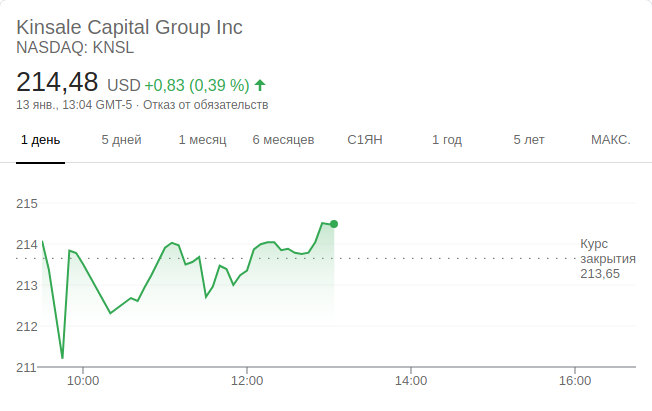 Kinsale Capital Group Inc
NASDAQ: KNSL
214,48 USD +0,83 (0,39 %)
13 янв., 13:04 GMT-5 · Отказ от обязательств
1 день 5 дней 1 месяц 6 месяцев С1ЯН 1 год 5 лет МАКС.
215
214
213
212
211
Курс
закрытия
213,65
10:00 12:00 14:00 16:00